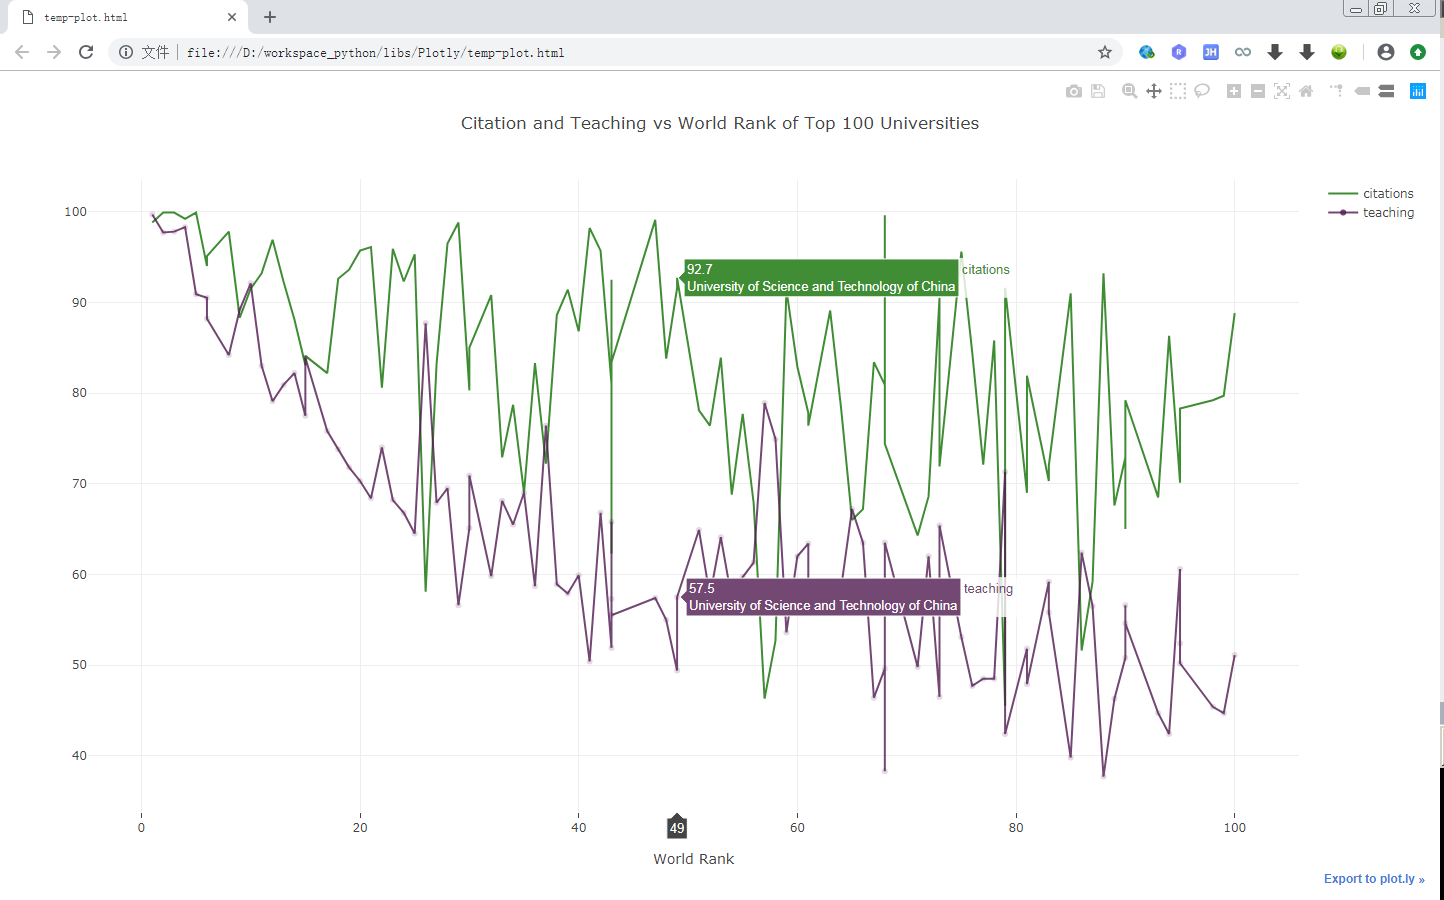 temp-plot.html
文件
file:///D:/workspace_python/libs/Plotly/temp-plot.html
R
JH
Citation and Teaching vs World Rank of Top 100 Universities
citations
teaching
100
90
80
70
60
50
40
92.7
University of Science and Technology of China
citations
57.5
University of Science and Technology of China
teaching
0
20
40
49
60
80
100
World Rank
Export to plot.ly »